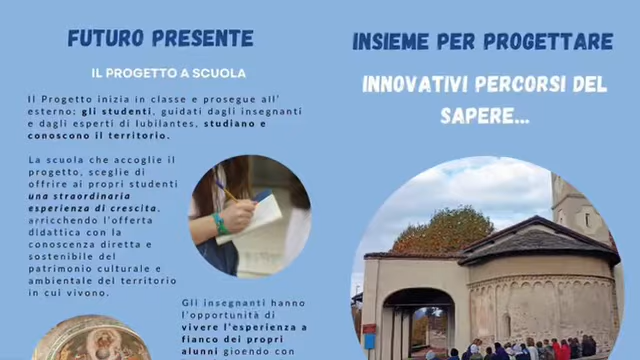 FUTURO PRESENTE
IL PROGETTO A SCUOLA
Il Progetto inizia in classe e prosegue all'
esterno: gli studenti, guidati dagli insegnanti
e dagli esperti di Iubilantes, studiano e
conoscono il territorio.
La scuola che accoglie il
progetto, sceglie di
offrire ai propri studenti
una straordinaria
esperienza di crescita,
arricchendo l'offerta
didattica con la
conoscenza diretta e
sostenibile del
patrimonio culturale e
ambientale del territorio
in cui vivono.
Gli insegnanti hanno
l'opportunità di
vivere l'esperienza a
fianco dei propri
alunni gioendo con
INSIEME PER PROGETTARE
INNOVATIVI PERCORSI DEL
SAPERE...